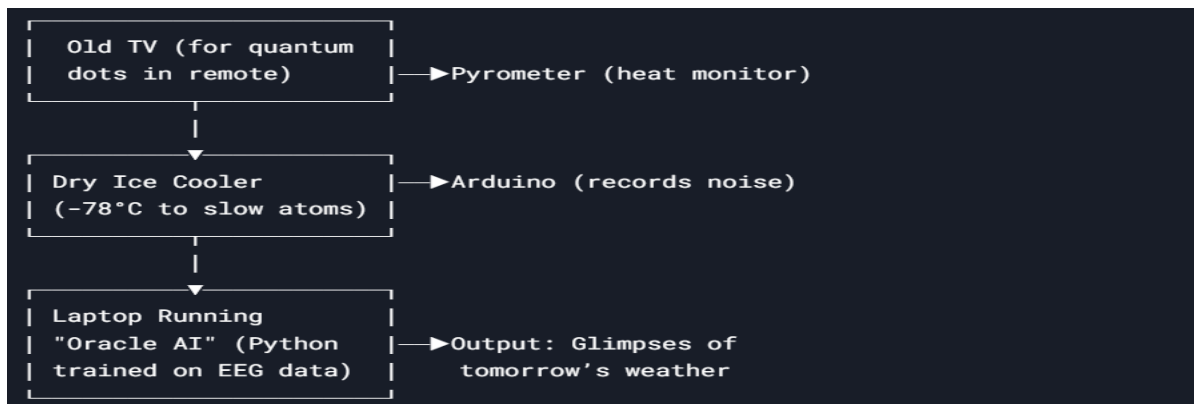 Old TV (for quantum
dots in remote) Pyrometer (heat monitor)
Dry Ice Cooler Arduino (records noise)
(-78°C to slow atoms)
Laptop Running
"Oracle AI" (Python Output: Glimpses of
trained on EEG data) tomorrow’s weather